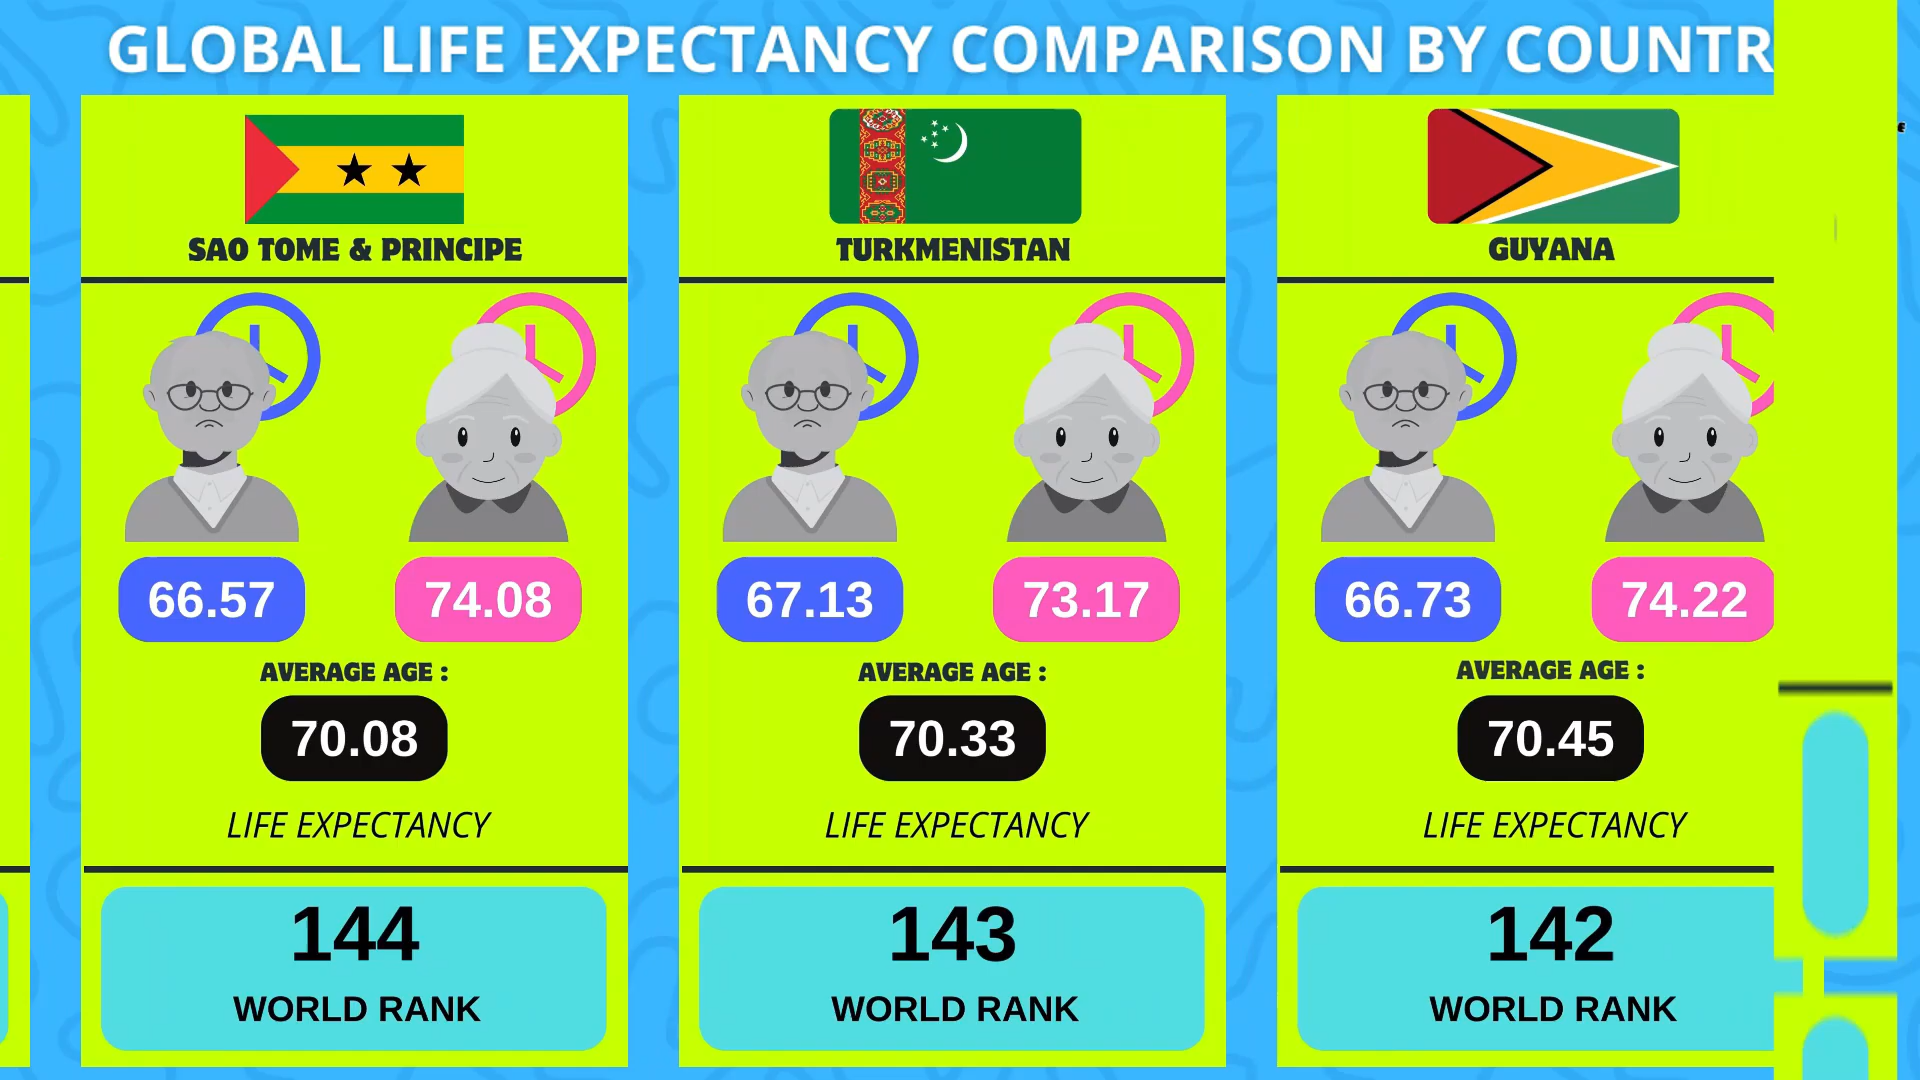 GLOBAL LIFE EXPECTANCY COMPARISON BY COUNTR
SAO TOME & PRINCIPE
66.57
74.08
AVERAGE AGE :
70.08
LIFE EXPECTANCY
144
WORLD RANK
TURKMENISTAN
67.13
73.17
AVERAGE AGE :
70.33
LIFE EXPECTANCY
143
WORLD RANK
GUYANA
66.73
74.22
AVERAGE AGE :
70.45
LIFE EXPECTANCY
142
WORLD RANK